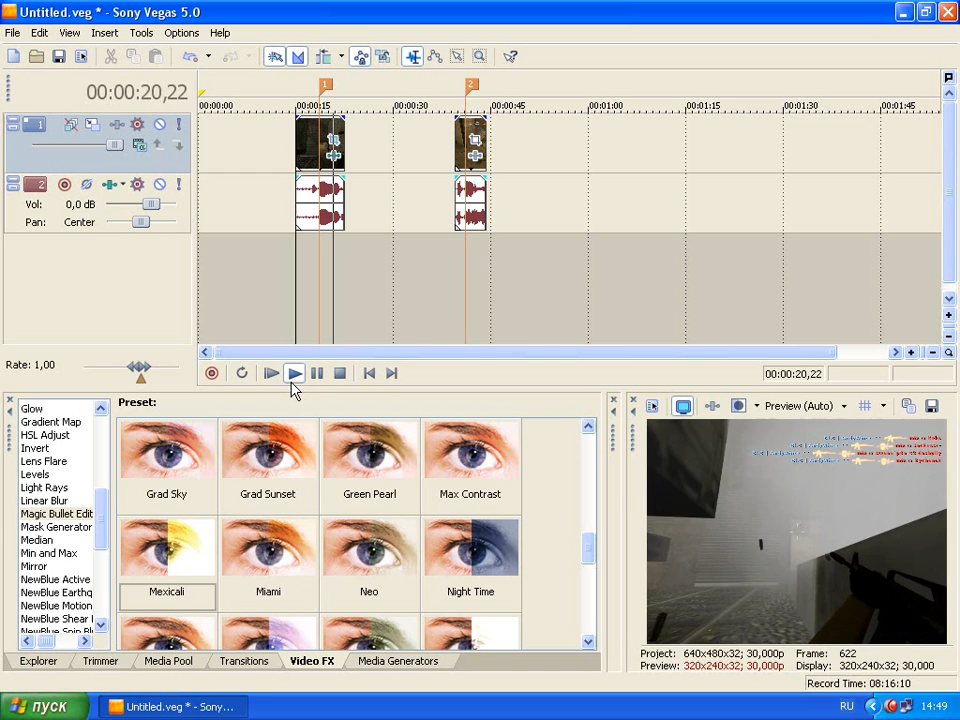 Untitled.veg * - Sony Vegas 5.0
File Edit View Insert Tools Options Help
00:00:20,22
1 2
00:00:00 00:00:15 00:00:30 00:00:45 00:01:00 00:01:15 00:01:30 00:01:45
1
2
Vol: 0,0 dB
Pan: Center
Rate: 1,00
00:00:20,22
Glow
Gradient Map
HSL Adjust
Invert
Lens Flare
Levels
Light Rays
Linear Blur
Magic Bullet Edit
Mask Generator
Median
Min and Max
Mirror
NewBlue Active
NewBlue Earthq
NewBlue Motion
NewBlue Shear I
NewBlue Spin Bl
Preset:
Grad Sky Grad Sunset Green Pearl Max Contrast
Mexicali Miami Neo Night Time
Preview (Auto)
Explorer Trimmer Media Pool Transitions Video FX Media Generators
Project: 640x480x32; 30,000p Frame: 622
Preview: 320x240x32; 30,000p Display: 320x240x32; 30,000
Record Time: 08:16:10
пуск Untitled.veg * - Sony... RU 14:49